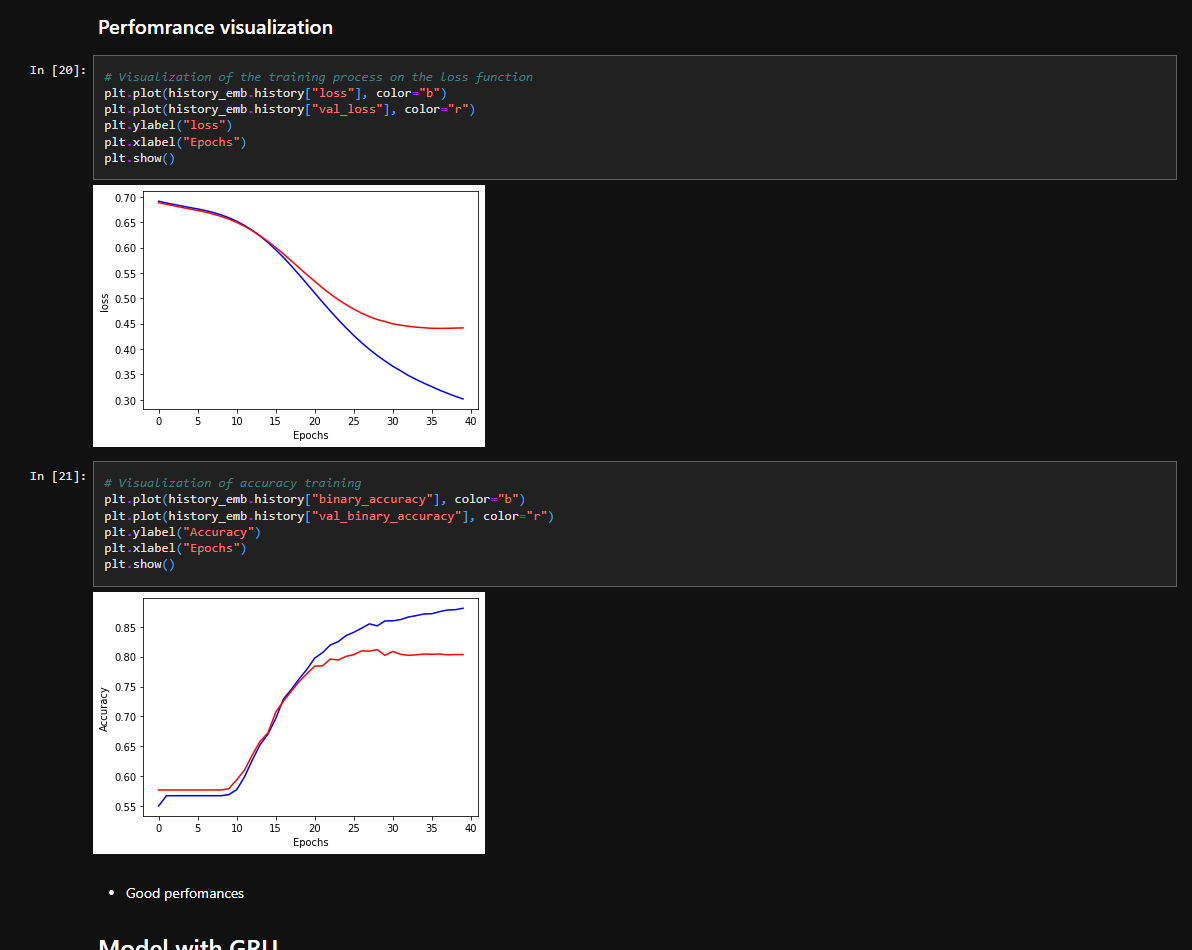 Perfomrance visualization
In [20]:
# Visualization of the training process on the loss function
plt.plot(history_emb.history["loss"], color="b")
plt.plot(history_emb.history["val_loss"], color="r")
plt.ylabel("loss")
plt.xlabel("Epochs")
plt.show()
0.70
0.65
0.60
0.55
0.50
0.45
0.40
0.35
0.30
loss
0 5 10 15 20 25 30 35 40
Epochs
In [21]:
# Visualization of accuracy training
plt.plot(history_emb.history["binary_accuracy"], color="b")
plt.plot(history_emb.history["val_binary_accuracy"], color="r")
plt.ylabel("Accuracy")
plt.xlabel("Epochs")
plt.show()
0.85
0.80
0.75
0.70
0.65
0.60
0.55
Accuracy
0 5 10 15 20 25 30 35 40
Epochs
• Good perfomances
Model with GRU